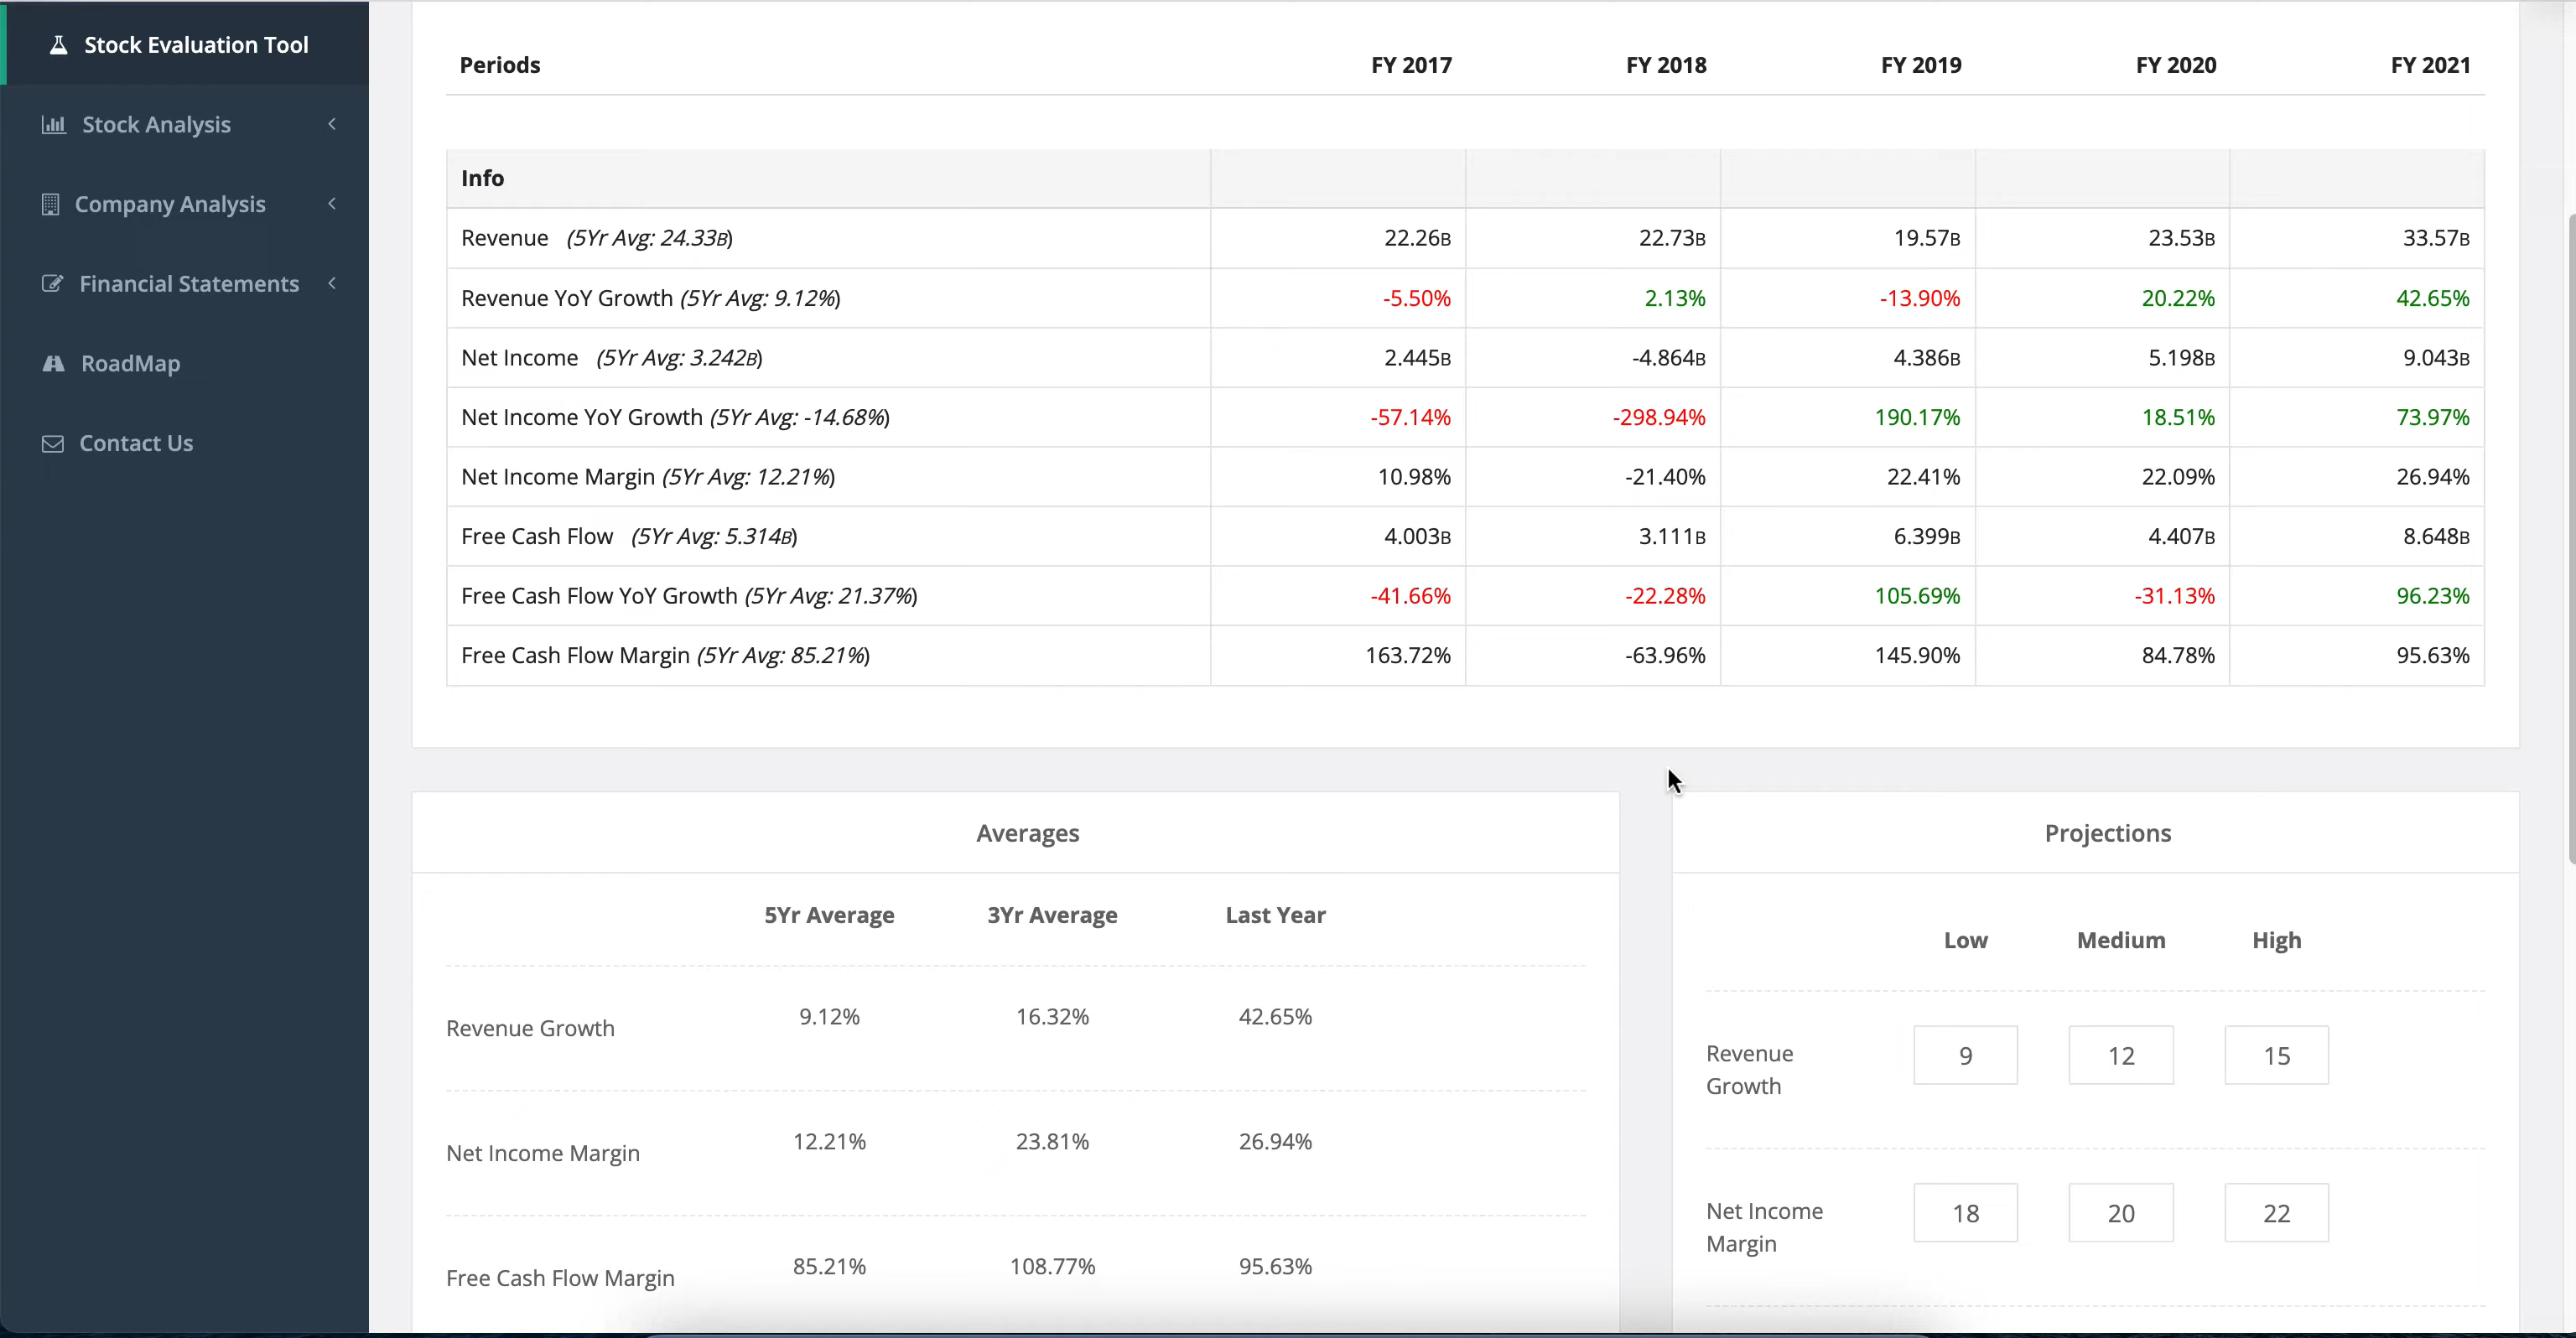 Stock Evaluation Tool
Stock Analysis
Company Analysis
Financial Statements
RoadMap
Contact Us
Periods FY 2017 FY 2018 FY 2019 FY 2020 FY 2021
Info
Revenue (5Yr Avg: 24.33B) 22.26B 22.73B 19.57B 23.53B 33.57B
Revenue YoY Growth (5Yr Avg: 9.12%) -5.50% 2.13% -13.90% 20.22% 42.65%
Net Income (5Yr Avg: 3.242B) 2.445B -4.864B 4.386B 5.198B 9.043B
Net Income YoY Growth (5Yr Avg: -14.68%) -57.14% -298.94% 190.17% 18.51% 73.97%
Net Income Margin (5Yr Avg: 12.21%) 10.98% -21.40% 22.41% 22.09% 26.94%
Free Cash Flow (5Yr Avg: 5.314B) 4.003B 3.111B 6.399B 4.407B 8.648B
Free Cash Flow YoY Growth (5Yr Avg: 21.37%) -41.66% -22.28% 105.69% -31.13% 96.23%
Free Cash Flow Margin (5Yr Avg: 85.21%) 163.72% -63.96% 145.90% 84.78% 95.63%
Averages
5Yr Average 3Yr Average Last Year
Revenue Growth 9.12% 16.32% 42.65%
Net Income Margin 12.21% 23.81% 26.94%
Free Cash Flow Margin 85.21% 108.77% 95.63%
Projections
Low Medium High
Revenue
Growth 9 12 15
Net Income
Margin 18 20 22